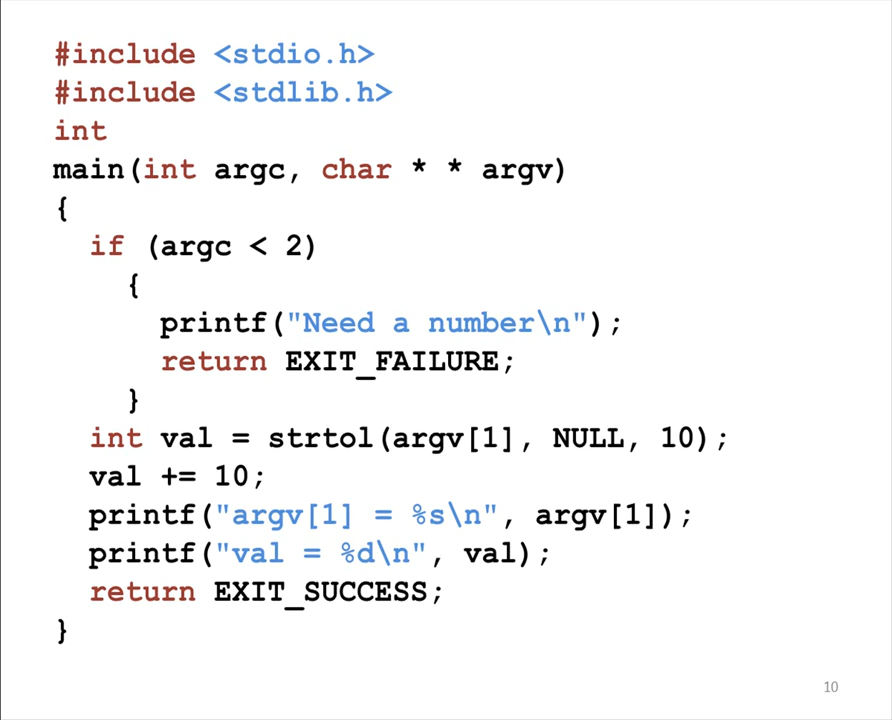 #include <stdio.h>
#include <stdlib.h>
int
main(int argc, char * * argv)
{
if (argc < 2)
{
printf("Need a number\n");
return EXIT_FAILURE;
}
int val = strtol(argv[1], NULL, 10);
val += 10;
printf("argv[1] = %s\n", argv[1]);
printf("val = %d\n", val);
return EXIT_SUCCESS;
}
10